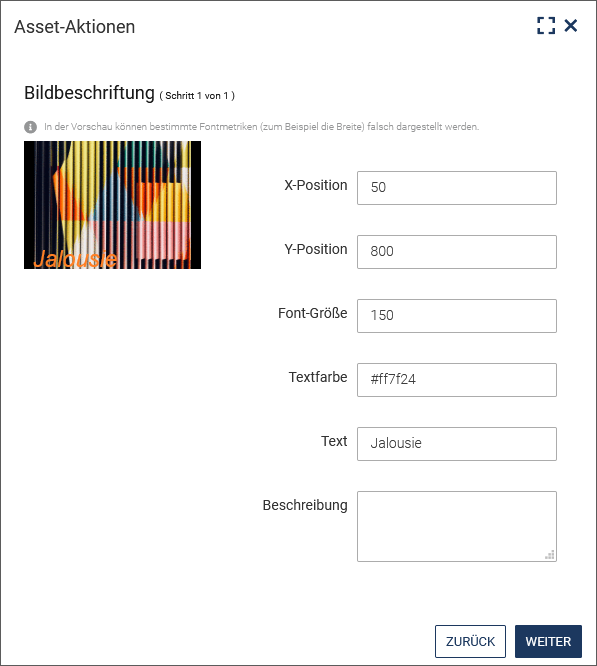 Asset-Aktionen
Bildbeschriftung ( Schritt 1 von 1 )
In der Vorschau können bestimmte Fontmetriken (zum Beispiel die Breite) falsch dargestellt werden.
Jalousie
X-Position 50
Y-Position 800
Font-Größe 150
Textfarbe #ff7f24
Text Jalousie
Beschreibung
ZURÜCK WEITER